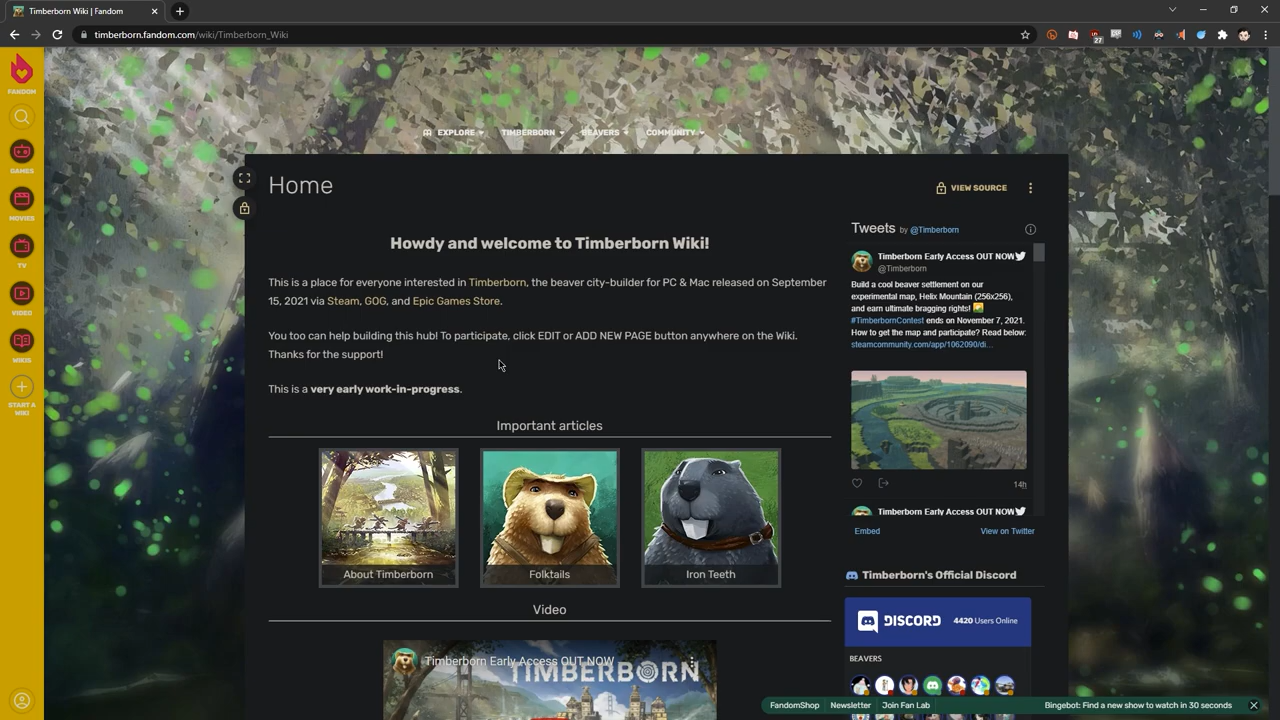 Timberborn Wiki | Fandom
timberborn.fandom.com/wiki/Timberborn_Wiki
27
FANDOM
GAMES
MOVIES
TV
VIDEO
WIKIS
START A
WIKI
EXPLORE
TIMBERBORN
BEAVERS
COMMUNITY
Home
VIEW SOURCE
Howdy and welcome to Timberborn Wiki!
This is a place for everyone interested in Timberborn, the beaver city-builder for PC & Mac released on September
15, 2021 via Steam, GOG, and Epic Games Store.
You too can help building this hub! To participate, click EDIT or ADD NEW PAGE button anywhere on the Wiki.
Thanks for the support!
This is a very early work-in-progress.
Important articles
About Timberborn
Folktails
Iron Teeth
Video
Timberborn Early Access OUT NOW
TIMBERBORN
Tweets by @Timberborn
Timberborn Early Access OUT NOW
@Timberborn
Build a cool beaver settlement on our
experimental map, Helix Mountain (256x256),
and earn ultimate bragging rights!
#TimberbornContest ends on November 7, 2021.
How to get the map and participate? Read below:
steamcommunity.com/app/1062090/di…
14h
Timberborn Early Access OUT NOW
Embed
View on Twitter
Timberborn's Official Discord
DISCORD
4420 Users Online
BEAVERS
FandomShop
Newsletter
Join Fan Lab
Bingebot: Find a new show to watch in 30 seconds